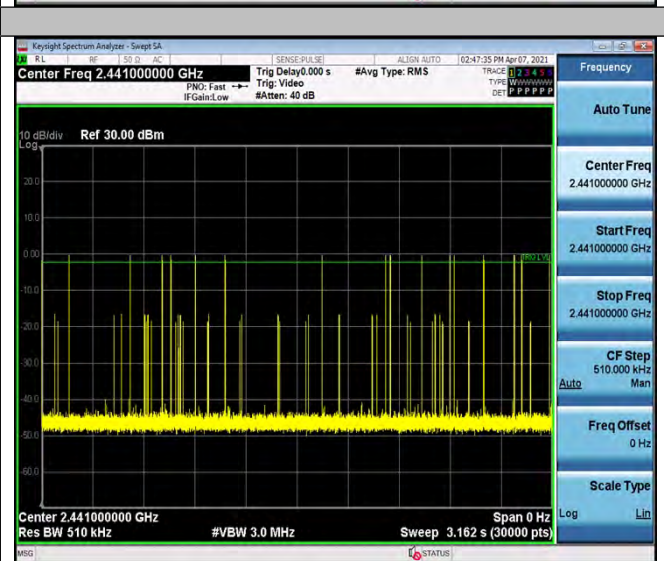 Keysight Spectrum Analyzer - Swept SA
RL RF 50 Ω AC SENSE:PULSE ALIGN AUTO 02:47:35 PM Apr 07, 2021
Center Freq 2.441000000 GHz
PNO: Fast
IFGain:Low
Trig Delay0.000 s
Trig: Video
#Atten: 40 dB
#Avg Type: RMS
TRACE 1 2 3 4 5 6
TYPE WWWWWW
DET P P P P P P
10 dB/div Ref 30.00 dBm
Log
20.0
10.0
0.00
TRIG LVL
-10.0
-20.0
-30.0
-40.0
-50.0
-60.0
Center 2.441000000 GHz Span 0 Hz
Res BW 510 kHz #VBW 3.0 MHz Sweep 3.162 s (30000 pts)
MSG STATUS
Frequency
Auto Tune
Center Freq
2.441000000 GHz
Start Freq
2.441000000 GHz
Stop Freq
2.441000000 GHz
CF Step
510.000 kHz
Auto Man
Freq Offset
0 Hz
Scale Type
Log Lin